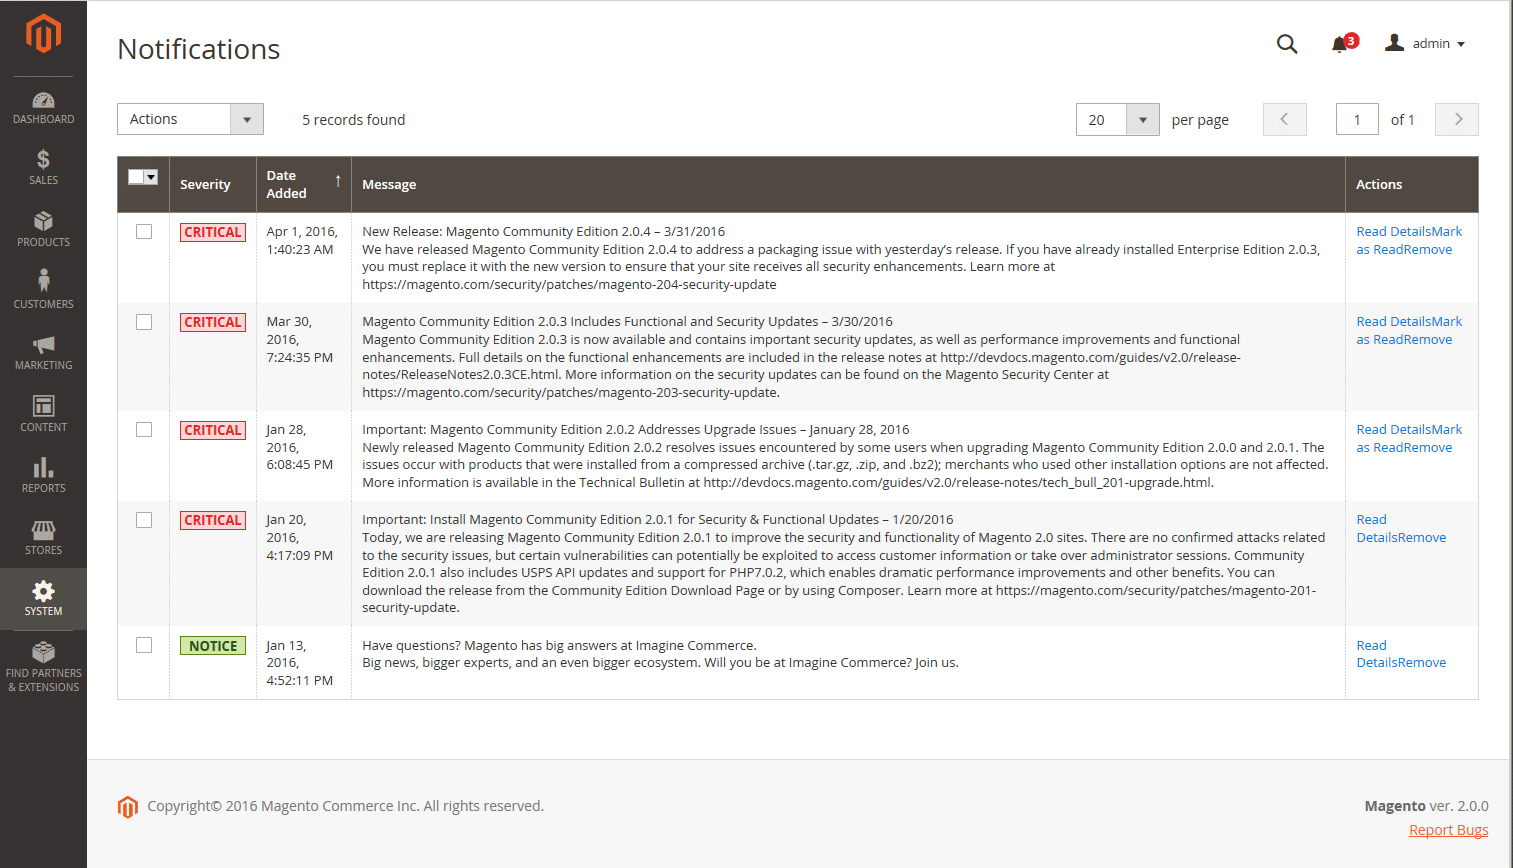 Notifications
3
admin
Actions
5 records found
20
per page
1
of 1
DASHBOARD
SALES
PRODUCTS
CUSTOMERS
MARKETING
CONTENT
REPORTS
STORES
SYSTEM
FIND PARTNERS
& EXTENSIONS
Severity
Date
Added
Message
Actions
CRITICAL
Apr 1, 2016,
1:40:23 AM
New Release: Magento Community Edition 2.0.4 – 3/31/2016
We have released Magento Community Edition 2.0.4 to address a packaging issue with yesterday's release. If you have already installed Enterprise Edition 2.0.3,
you must replace it with the new version to ensure that your site receives all security enhancements. Learn more at
https://magento.com/security/patches/magento-204-security-update
Read DetailsMark
as ReadRemove
CRITICAL
Mar 30,
2016,
7:24:35 PM
Magento Community Edition 2.0.3 Includes Functional and Security Updates – 3/30/2016
Magento Community Edition 2.0.3 is now available and contains important security updates, as well as performance improvements and functional
enhancements. Full details on the functional enhancements are included in the release notes at http://devdocs.magento.com/guides/v2.0/release-
notes/ReleaseNotes2.0.3CE.html. More information on the security updates can be found on the Magento Security Center at
https://magento.com/security/patches/magento-203-security-update.
Read DetailsMark
as ReadRemove
CRITICAL
Jan 28,
2016,
6:08:45 PM
Important: Magento Community Edition 2.0.2 Addresses Upgrade Issues – January 28, 2016
Newly released Magento Community Edition 2.0.2 resolves issues encountered by some users when upgrading Magento Community Edition 2.0.0 and 2.0.1. The
issues occur with products that were installed from a compressed archive (.tar.gz, .zip, and .bz2); merchants who used other installation options are not affected.
More information is available in the Technical Bulletin at http://devdocs.magento.com/guides/v2.0/release-notes/tech_bull_201-upgrade.html.
Read DetailsMark
as ReadRemove
CRITICAL
Jan 20,
2016,
4:17:09 PM
Important: Install Magento Community Edition 2.0.1 for Security & Functional Updates – 1/20/2016
Today, we are releasing Magento Community Edition 2.0.1 to improve the security and functionality of Magento 2.0 sites. There are no confirmed attacks related
to the security issues, but certain vulnerabilities can potentially be exploited to access customer information or take over administrator sessions. Community
Edition 2.0.1 also includes USPS API updates and support for PHP7.0.2, which enables dramatic performance improvements and other benefits. You can
download the release from the Community Edition Download Page or by using Composer. Learn more at https://magento.com/security/patches/magento-201-
security-update.
Read
DetailsRemove
NOTICE
Jan 13,
2016,
4:52:11 PM
Have questions? Magento has big answers at Imagine Commerce.
Big news, bigger experts, and an even bigger ecosystem. Will you be at Imagine Commerce? Join us.
Read
DetailsRemove
Copyright© 2016 Magento Commerce Inc. All rights reserved.
Magento ver. 2.0.0
Report Bugs